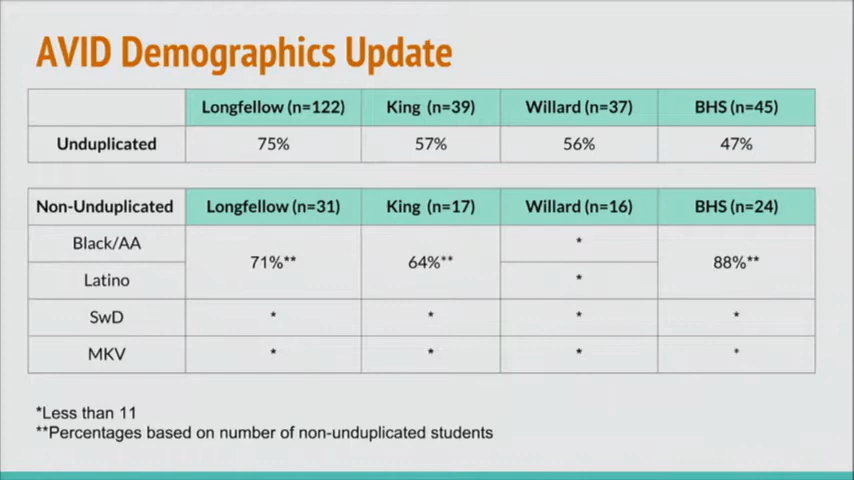 AVID Demographics Update
Longfellow (n=122) King (n=39) Willard (n=37) BHS (n=45)
Unduplicated 75% 57% 56% 47%
Non-Unduplicated Longfellow (n=31) King (n=17) Willard (n=16) BHS (n=24)
Black/AA *
71%** 64%** 88%**
Latino *
SwD * * * *
MKV * * * *
*Less than 11
**Percentages based on number of non-unduplicated students